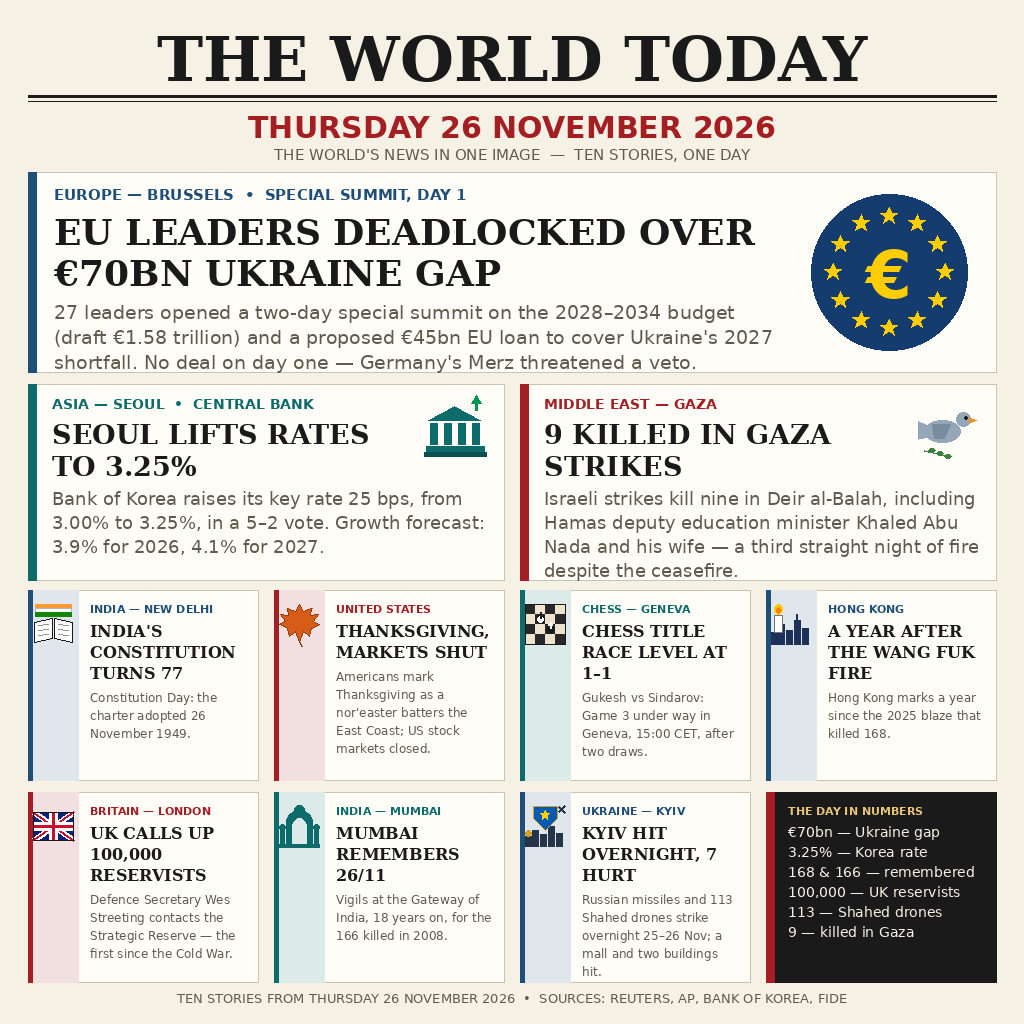 THE WORLD TODAY
THURSDAY 26 NOVEMBER 2026
THE WORLD'S NEWS IN ONE IMAGE — TEN STORIES, ONE DAY
EUROPE — BRUSSELS • SPECIAL SUMMIT, DAY 1
EU LEADERS DEADLOCKED OVER
€70BN UKRAINE GAP
27 leaders opened a two-day special summit on the 2028–2034 budget
(draft €1.58 trillion) and a proposed €45bn EU loan to cover Ukraine's 2027
shortfall. No deal on day one — Germany's Merz threatened a veto.
€
ASIA — SEOUL • CENTRAL BANK
SEOUL LIFTS RATES
TO 3.25%
Bank of Korea raises its key rate 25 bps, from
3.00% to 3.25%, in a 5–2 vote. Growth forecast:
3.9% for 2026, 4.1% for 2027.
MIDDLE EAST — GAZA
9 KILLED IN GAZA
STRIKES
Israeli strikes kill nine in Deir al-Balah, including
Hamas deputy education minister Khaled Abu
Nada and his wife — a third straight night of fire
despite the ceasefire.
INDIA — NEW DELHI
INDIA'S
CONSTITUTION
TURNS 77
Constitution Day: the
charter adopted 26
November 1949.
UNITED STATES
THANKSGIVING,
MARKETS SHUT
Americans mark
Thanksgiving as a
nor'easter batters the
East Coast; US stock
markets closed.
CHESS — GENEVA
CHESS TITLE
RACE LEVEL AT
1–1
Gukesh vs Sindarov:
Game 3 under way in
Geneva, 15:00 CET, after
two draws.
HONG KONG
A YEAR AFTER
THE WANG FUK
FIRE
Hong Kong marks a year
since the 2025 blaze that
killed 168.
BRITAIN — LONDON
UK CALLS UP
100,000
RESERVISTS
Defence Secretary Wes
Streeting contacts the
Strategic Reserve — the
first since the Cold War.
INDIA — MUMBAI
MUMBAI
REMEMBERS
26/11
Vigils at the Gateway of
India, 18 years on, for the
166 killed in 2008.
UKRAINE — KYIV
KYIV HIT
OVERNIGHT, 7
HURT
Russian missiles and 113
Shahed drones strike
overnight 25–26 Nov; a
mall and two buildings
hit.
THE DAY IN NUMBERS
€70bn — Ukraine gap
3.25% — Korea rate
168 & 166 — remembered
100,000 — UK reservists
113 — Shahed drones
9 — killed in Gaza
TEN STORIES FROM THURSDAY 26 NOVEMBER 2026 • SOURCES: REUTERS, AP, BANK OF KOREA, FIDE